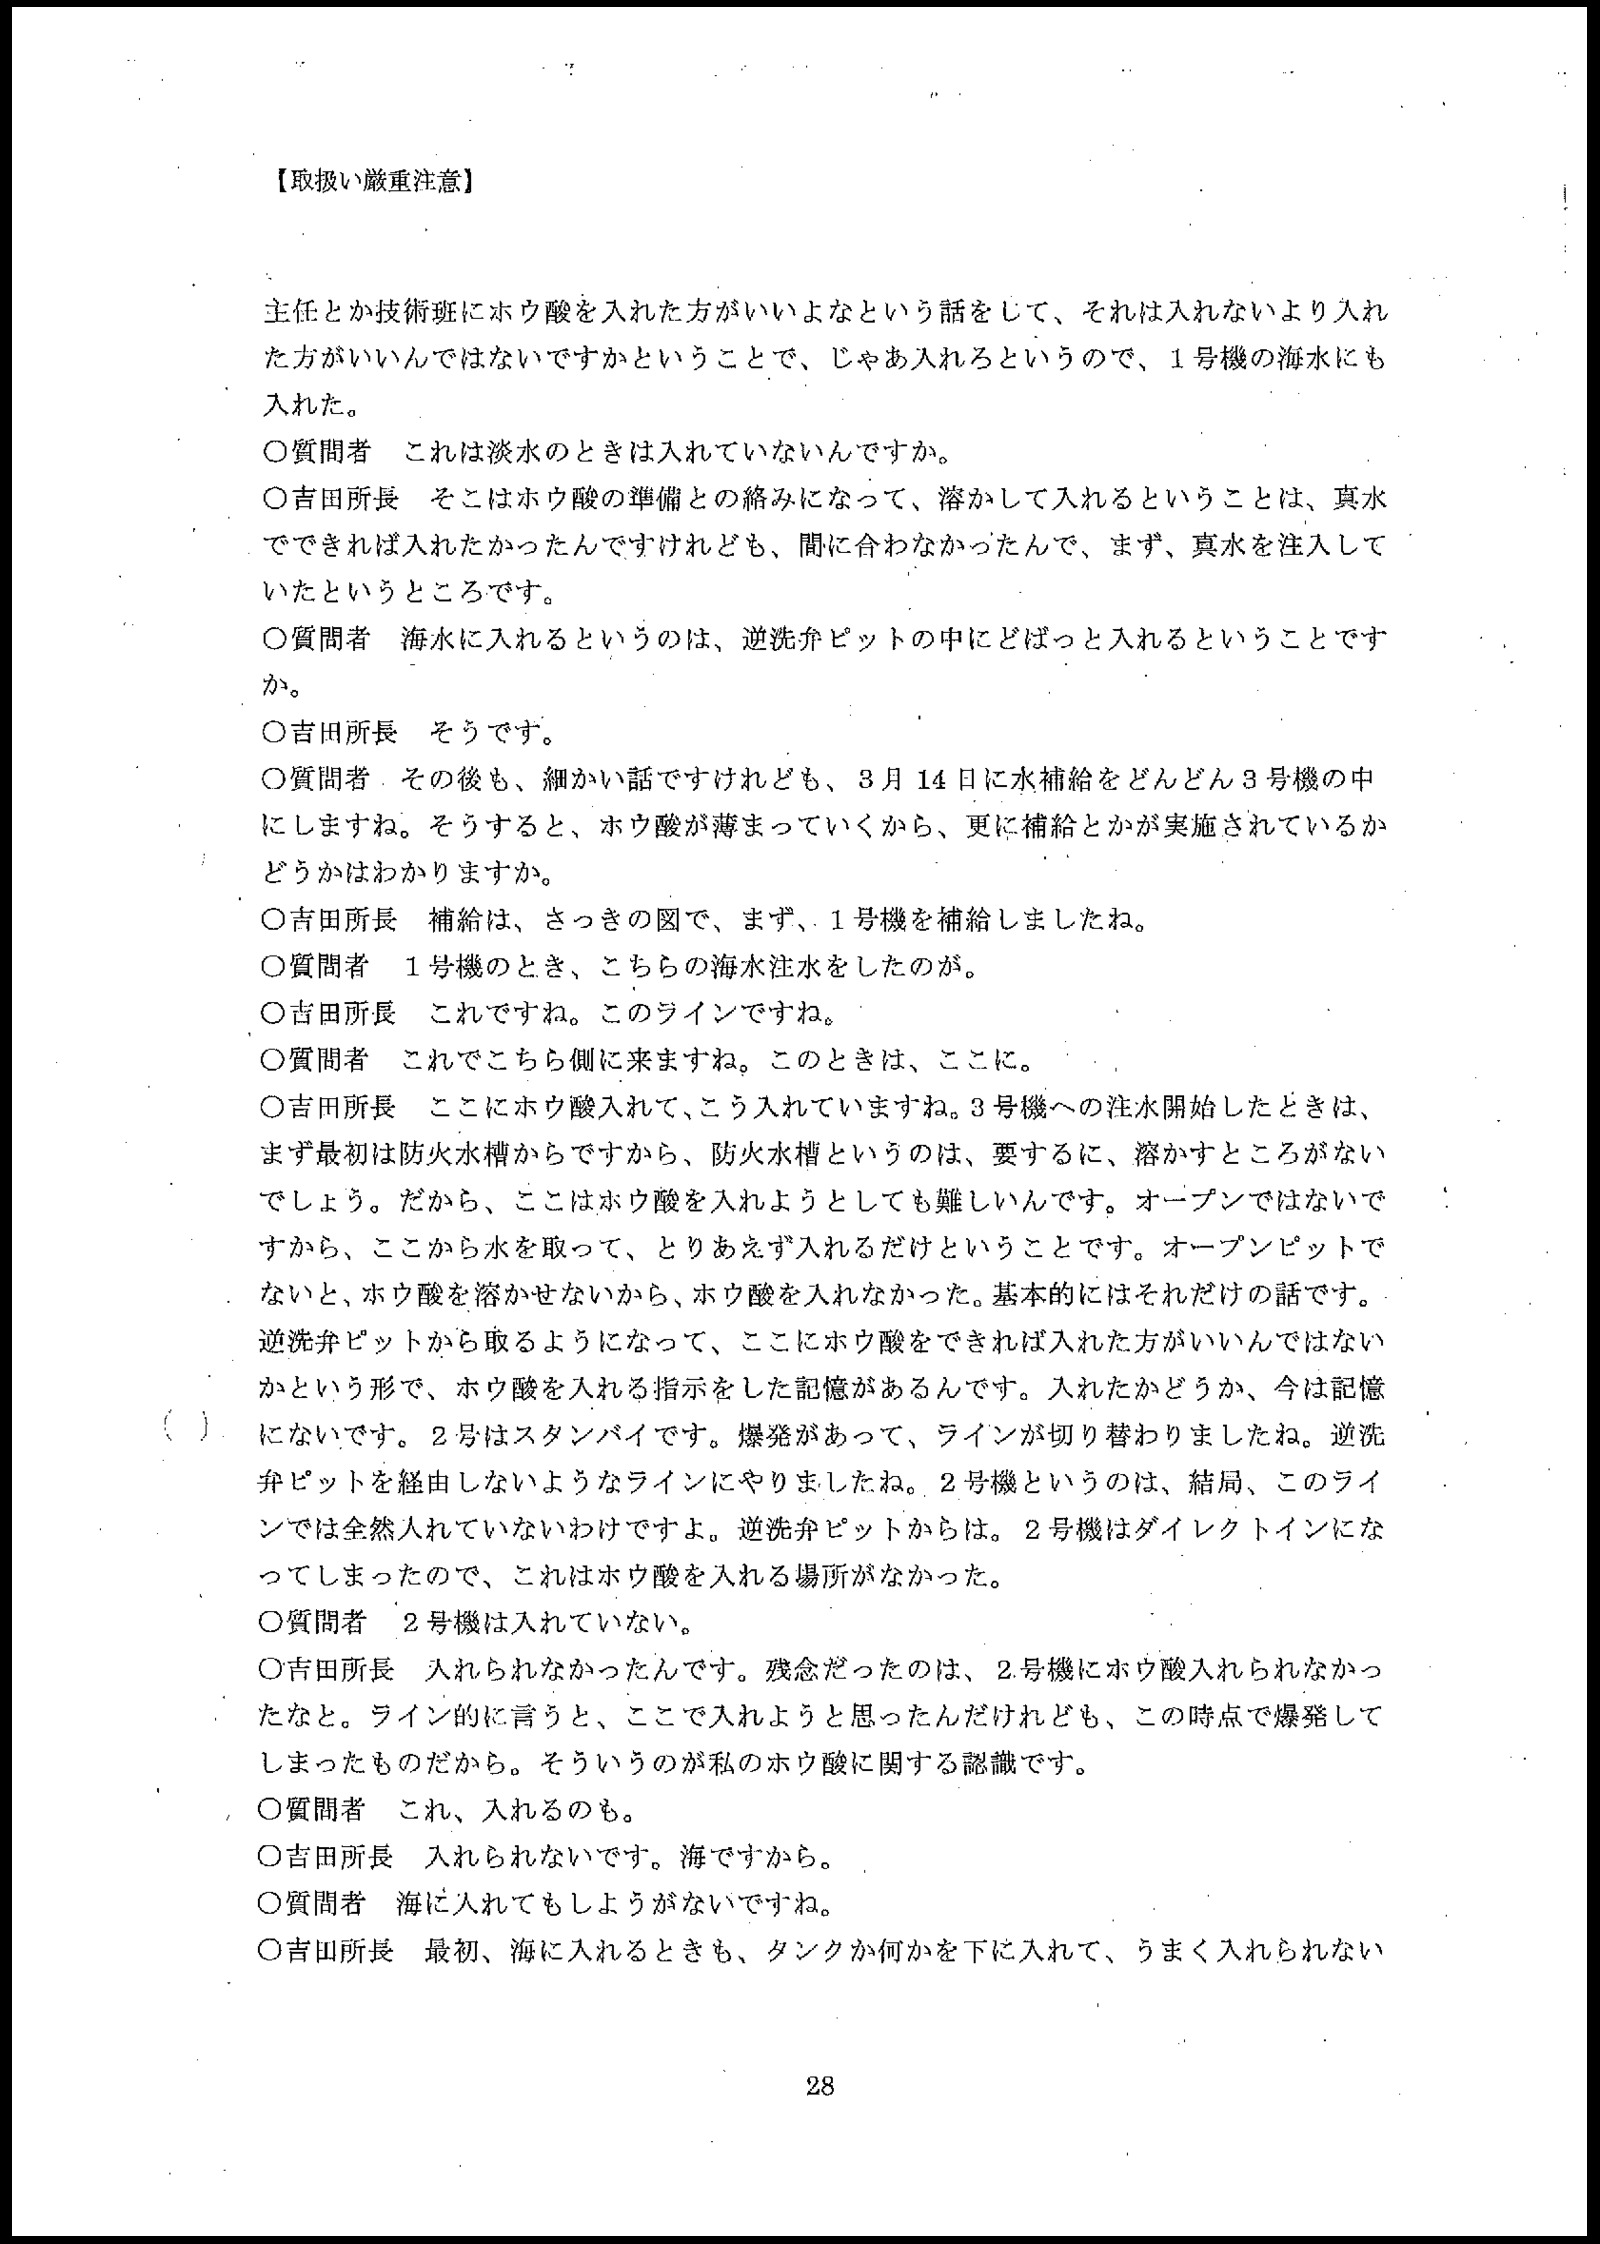 【取扱い厳重注意】
主任とか技術班にホウ酸を入れた方がいいよなという話をして、それは入れないより入れ
た方がいいんではないですかということで、じゃあ入れろというので、１号機の海水にも
入れた。
〇質問者　これは淡水のときは入れていないんですか。
〇吉田所長　そこはホウ酸の準備との絡みになって、溶かして入れるということは、真水
でできれば入れたかったんですけれども、間に合わなかったんで、まず、真水を注入して
いたというところです。
〇質問者　海水に入れるというのは、逆洗弁ピットの中にどばっと入れるということです
か。
〇吉田所長　そうです。
〇質問者　その後も、細かい話ですけれども、３月 14 日に水補給をどんどん３号機の中
にしますね。そうすると、ホウ酸が薄まっていくから、更に補給とかが実施されているか
どうかはわかりますか。
〇吉田所長　補給は、さっきの図で、まず、１号機を補給しましたね。
〇質問者　１号機のとき、こちらの海水注水をしたのが。
〇吉田所長　これですね。このラインですね。
〇質問者　これでこちら側に来ますね。このときは、ここに。
〇吉田所長　ここにホウ酸入れて、こう入れていますね。３号機への注水開始したときは、
まず最初は防火水槽からですから、防火水槽というのは、要するに、溶かすところがない
でしょう。だから、ここはホウ酸を入れようとしても難しいんです。オープンではないで
すから、ここから水を取って、とりあえず入れるだけということです。オープンピットで
ないと、ホウ酸を溶かせないから、ホウ酸を入れなかった。基本的にはそれだけの話です。
逆洗弁ピットから取るようになって、ここにホウ酸をできれば入れた方がいいんではない
かという形で、ホウ酸を入れる指示をした記憶があるんです。入れたかどうか、今は記憶
にないです。２号はスタンバイです。爆発があって、ラインが切り替わりましたね。逆洗
弁ピットを経由しないようなラインにやりましたね。２号機というのは、結局、このライ
ンでは全然入れていないわけですよ。逆洗弁ピットからは。２号機はダイレクトインにな
ってしまったので、これはホウ酸を入れる場所がなかった。
〇質問者　２号機は入れていない。
〇吉田所長　入れられなかったんです。残念だったのは、２号機にホウ酸入れられなかっ
たなと。ライン的に言うと、ここで入れようと思ったんだけれども、この時点で爆発して
しまったものだから。そういうのが私のホウ酸に関する認識です。
〇質問者　これ、入れるのも。
〇吉田所長　入れられないです。海ですから。
〇質問者　海に入れてもしようがないですね。
〇吉田所長　最初、海に入れるときも、タンクか何かを下に入れて、うまく入れられない
28